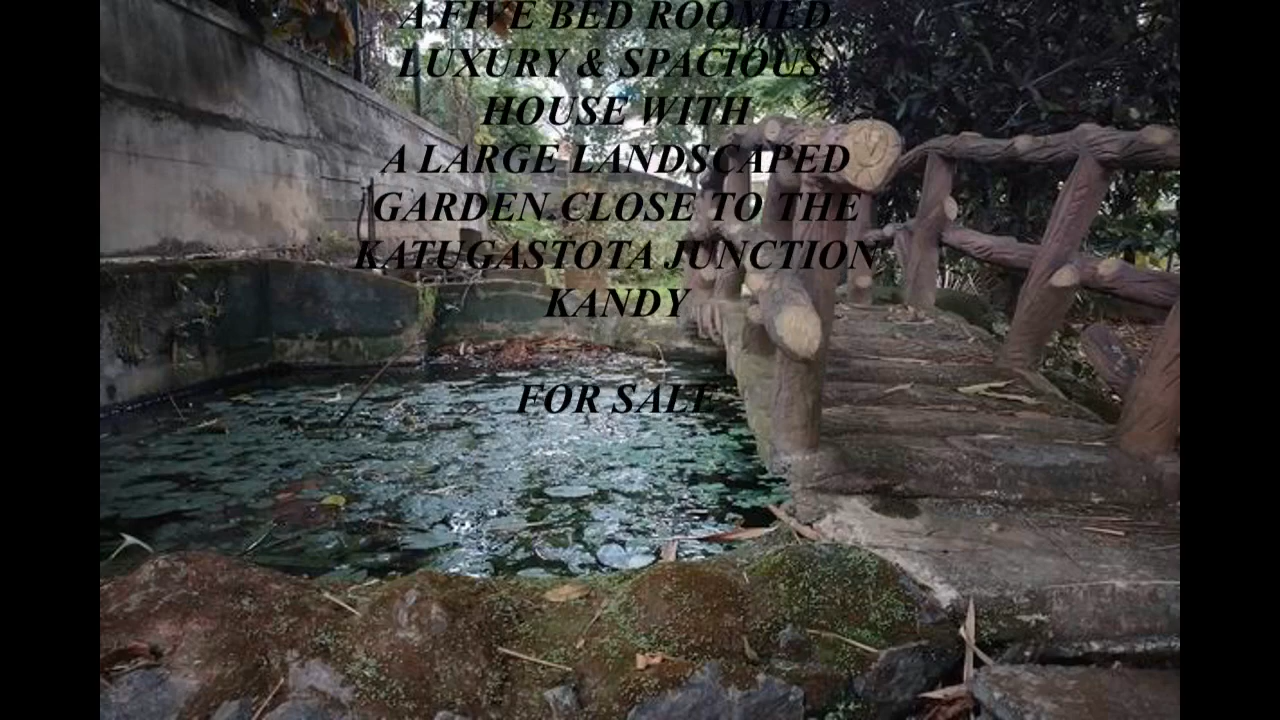 A FIVE BED ROOMED
LUXURY & SPACIOUS
HOUSE WITH
A LARGE LANDSCAPED
GARDEN CLOSE TO THE
KATUGASTOTA JUNCTION
KANDY
FOR SALE